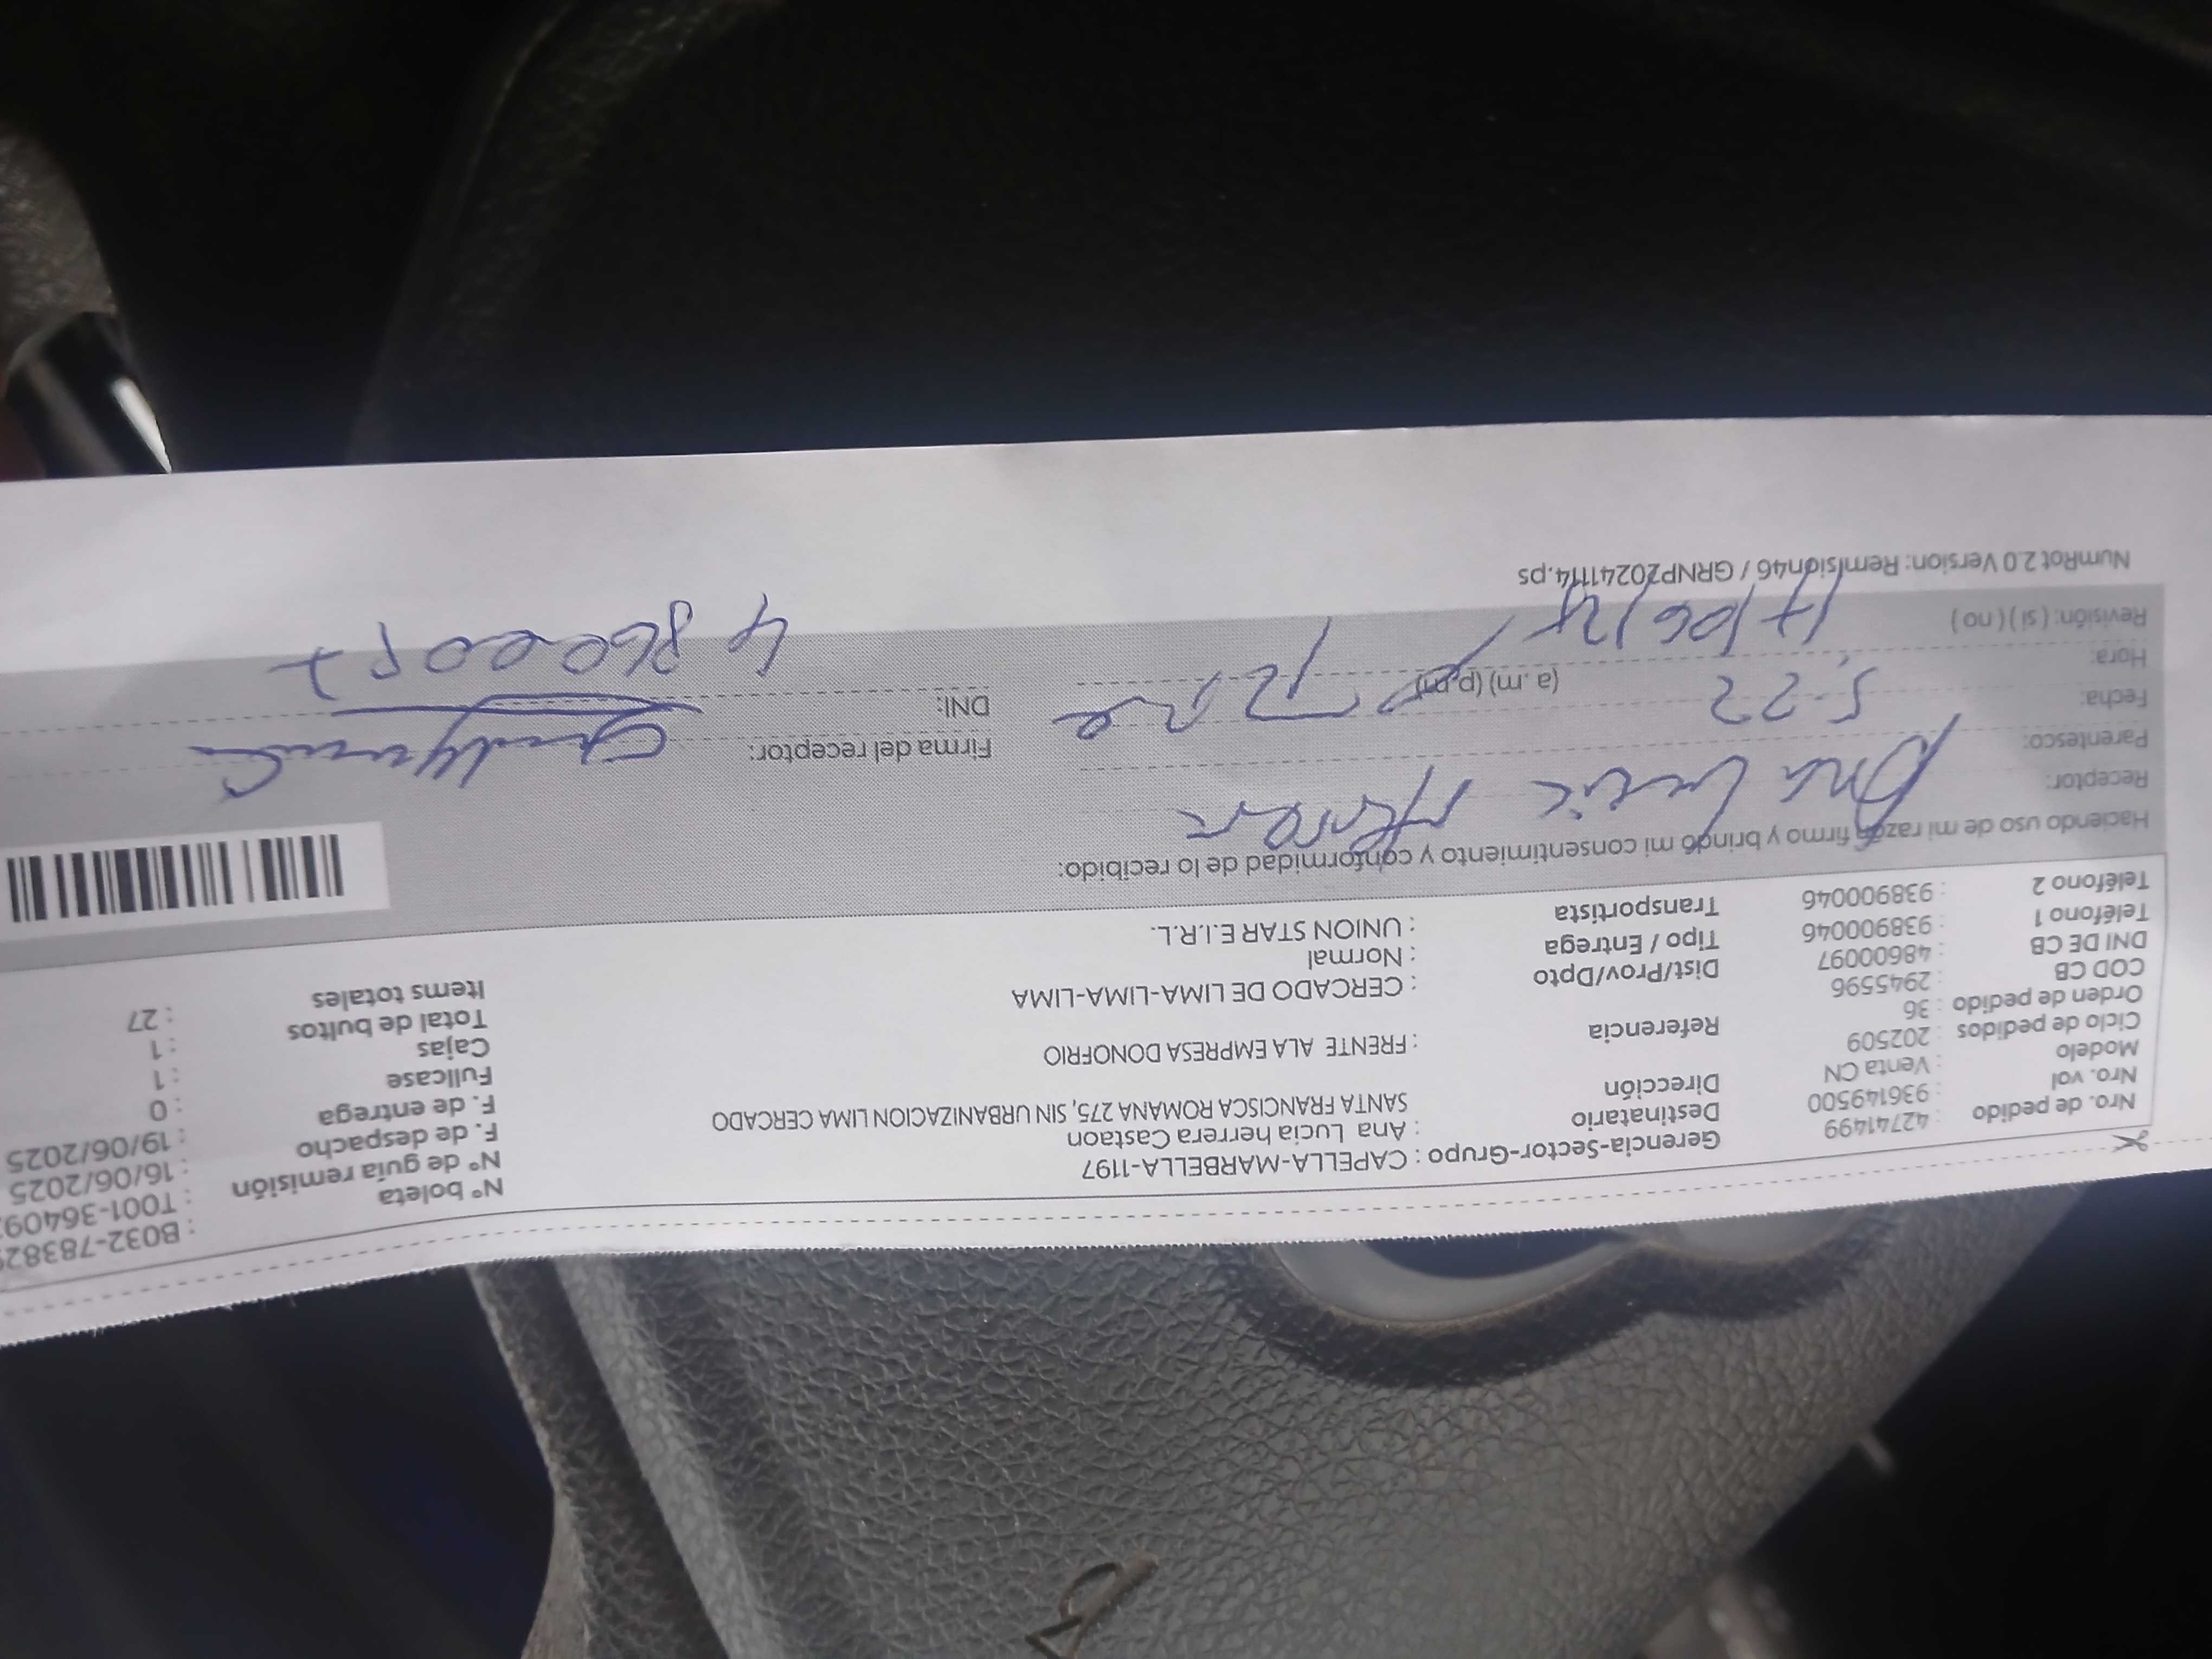 Nro. de pedido : 42741499 Gerencia-Sector-Grupo : CAPELLA-MARBELLA-1197 N° boleta : B032-78382
Nro. val : 936149500 Destinatario : Ana Lucia herrera Castaon N° de guía remisión : T001-36409
Modelo : Venta CN Dirección SANTA FRANCISCA ROMANA 275, SIN URBANIZACION LIMA CERCADO F. de despacho : 16/06/2025
Ciclo de pedidos : 202509 F. de entrega : 19/06/2025
Orden de pedido : 36 Referencia : FRENTE ALA EMPRESA DONOFRIO Fullcase : 0
COD CB : 2945596 Cajas : 1
DNI DE CB : 48600097 Dist/Prov/Dpto : CERCADO DE LIMA-LIMA-LIMA Total de bultos : 1
Teléfono 1 : 938900046 Tipo / Entrega : Normal Items totales : 27
Teléfono 2 : 938900046 Transportista : UNION STAR E.I.R.L.
Haciendo uso de mi razón firmo y brindo mi consentimiento y conformidad de lo recibido:
Receptor: Ana Lucia Herrera
Parentesco: Firma del receptor:
Fecha: 5:22
Hora: (a.m) (p.m) DNI:
Revisión: ( si ) ( no ) 17/06/25
NumRot 2.0 Version: Remision46 / GRNPZ20241114.ps